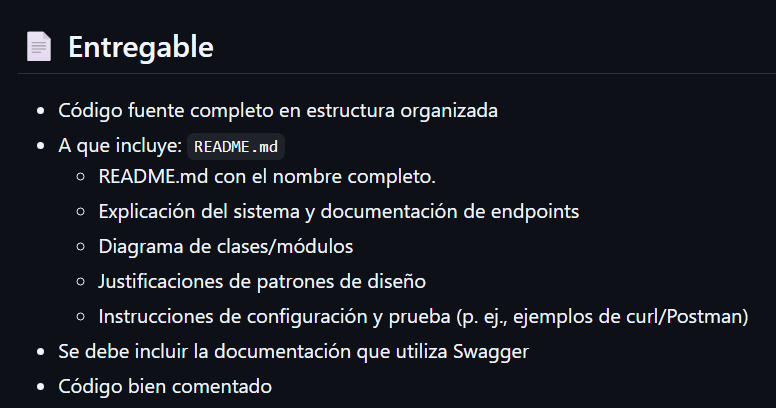 Entregable
Código fuente completo en estructura organizada
A que incluye: README.md
README.md con el nombre completo.
Explicación del sistema y documentación de endpoints
Diagrama de clases/módulos
Justificaciones de patrones de diseño
Instrucciones de configuración y prueba (p. ej., ejemplos de curl/Postman)
Se debe incluir la documentación que utiliza Swagger
Código bien comentado